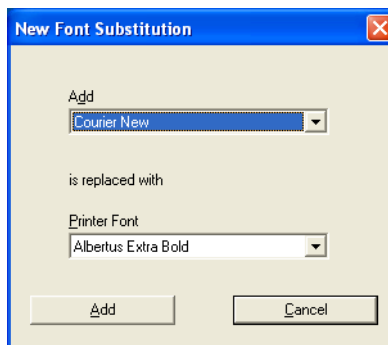 New Font Substitution
Add
Courier New
is replaced with
Printer Font
Albertus Extra Bold
Add
Cancel